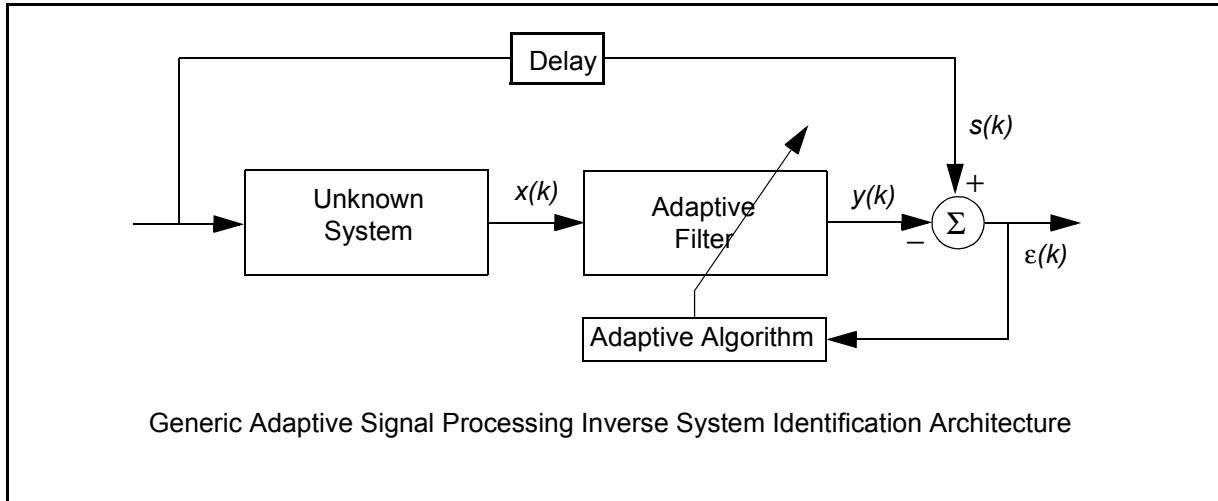 Delay
s(k)
Unknown
System
x(k)
Adaptive
Filter
y(k)
+
Σ
–
ε(k)
Adaptive Algorithm
Generic Adaptive Signal Processing Inverse System Identification Architecture